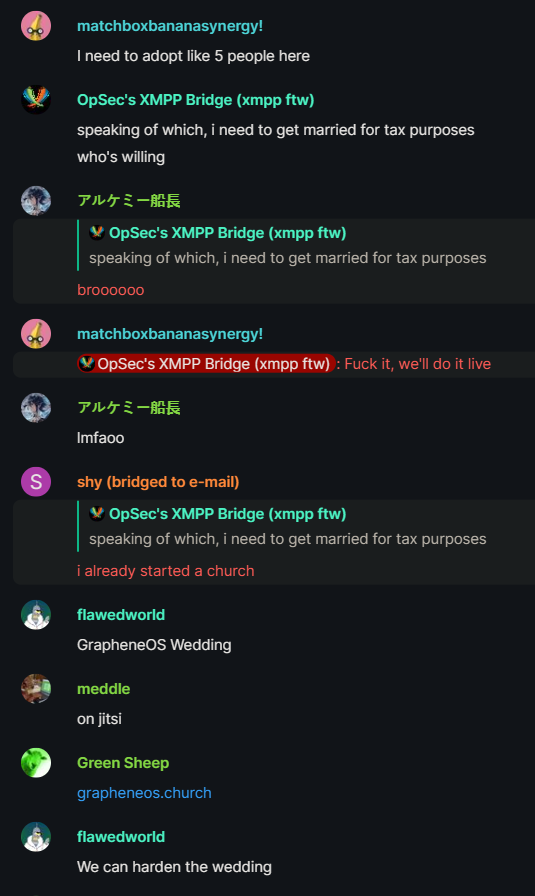 matchboxbananasynergy!
I need to adopt like 5 people here
OpSec's XMPP Bridge (xmpp ftw)
speaking of which, i need to get married for tax purposes
who's willing
アルケミー船長
OpSec's XMPP Bridge (xmpp ftw)
speaking of which, i need to get married for tax purposes
broooooo
matchboxbananasynergy!
OpSec's XMPP Bridge (xmpp ftw) : Fuck it, we'll do it live
アルケミー船長
lmfaoo
S
shy (bridged to e-mail)
OpSec's XMPP Bridge (xmpp ftw)
speaking of which, i need to get married for tax purposes
i already started a church
flawedworld
GrapheneOS Wedding
meddle
on jitsi
Green Sheep
grapheneos.church
flawedworld
We can harden the wedding